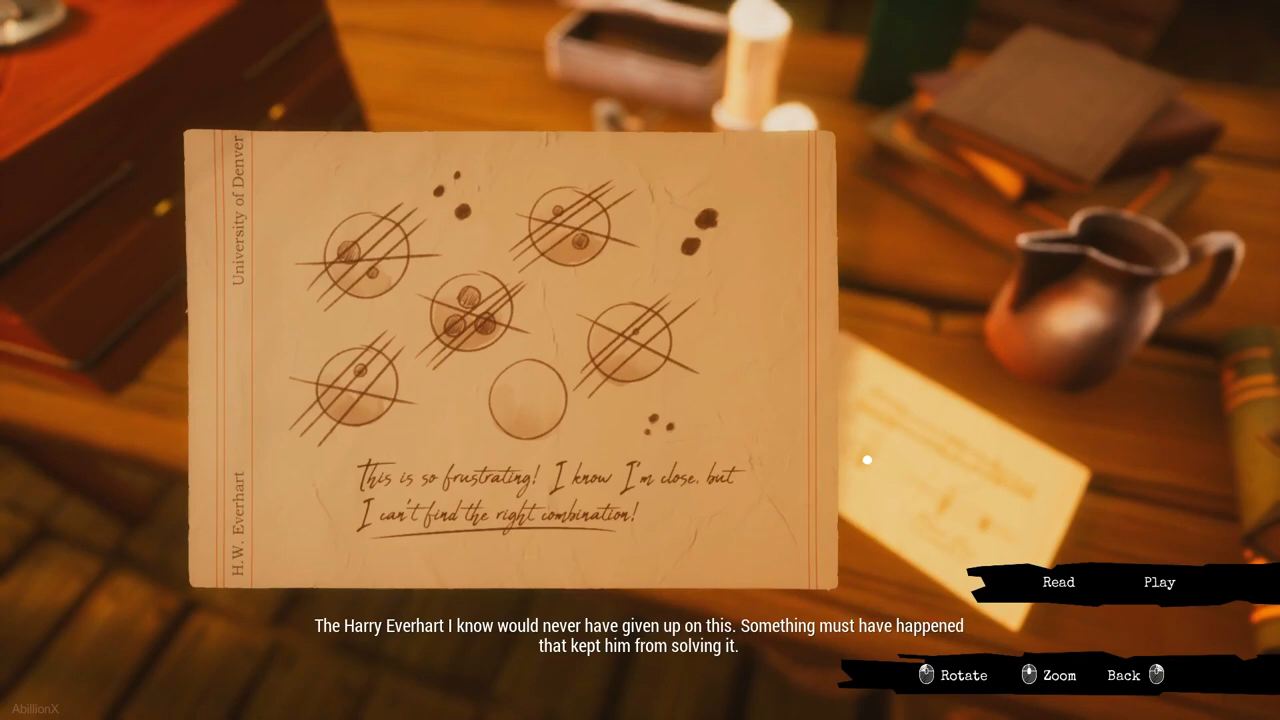 University of Denver
H.W. Everhart
This is so frustrating! I know I'm close, but
I can't find the right combination!
The Harry Everhart I know would never have given up on this. Something must have happened
that kept him from solving it.
Read Play
Rotate Zoom Back
AbillionX